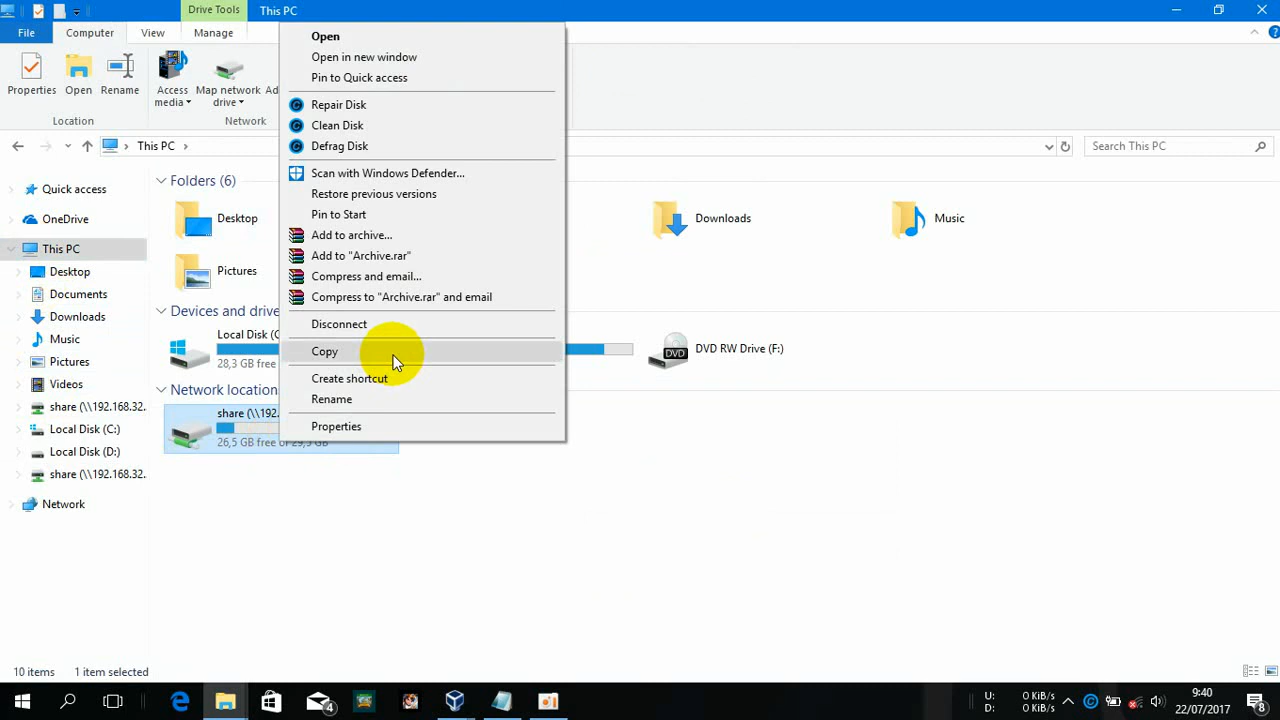 Drive Tools
This PC
File
Computer
View
Manage
Properties
Open
Rename
Access media
Map network drive
Location
Network
This PC
Search This PC
Open
Open in new window
Pin to Quick access
Repair Disk
Clean Disk
Defrag Disk
Scan with Windows Defender...
Restore previous versions
Pin to Start
Add to archive...
Add to "Archive.rar"
Compress and email...
Compress to "Archive.rar" and email
Disconnect
Copy
Create shortcut
Rename
Properties
Quick access
OneDrive
This PC
Desktop
Documents
Downloads
Music
Pictures
Videos
share (\\192.168.32.
Local Disk (C:)
Local Disk (D:)
share (\\192.168.32.
Network
Folders (6)
Desktop
Downloads
Music
Pictures
Devices and drive
Local Disk (C
28,3 GB free
DVD RW Drive (F:)
DVD
Network location
share (\\192.
26,5 GB free of 29,5 GB
10 items
1 item selected
4
U:
D:
0 KiB/s
0 KiB/s
9:40
22/07/2017
8